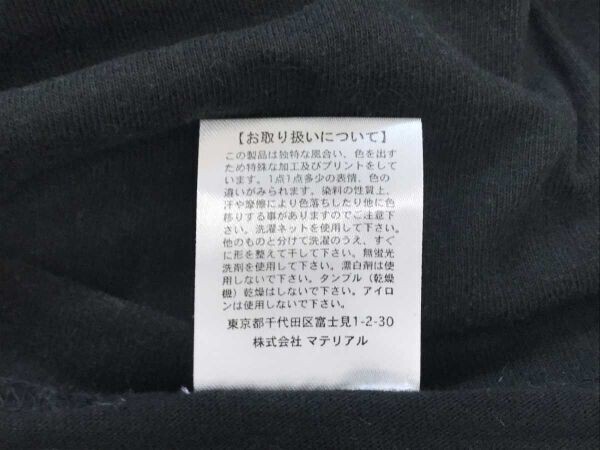 【お取り扱いについて】
この製品は独特な風合い、色を出す
ため特殊な加工及びプリントをして
います。1点1点多少の表情、色の
違いがみられます。染料の性質上、
汗や摩擦により色落ちしたり他に色
移りする事がありますのでご注意下
さい。洗濯ネットを使用して下さい。
他のものと分けて洗濯のうえ、すぐ
に形を整えて干して下さい。無蛍光
洗剤を使用して下さい。漂白剤は使
用しないで下さい。タンブル（乾燥
機）乾燥はしないで下さい。アイロ
ンは使用しないで下さい。
東京都千代田区富士見1-2-30
株式会社 マテリアル